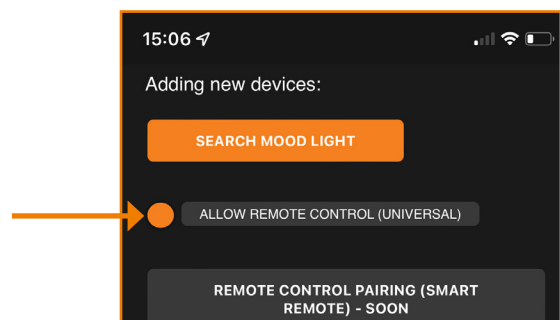 15:06
Adding new devices:
SEARCH MOOD LIGHT
ALLOW REMOTE CONTROL (UNIVERSAL)
REMOTE CONTROL PAIRING (SMART
REMOTE) - SOON